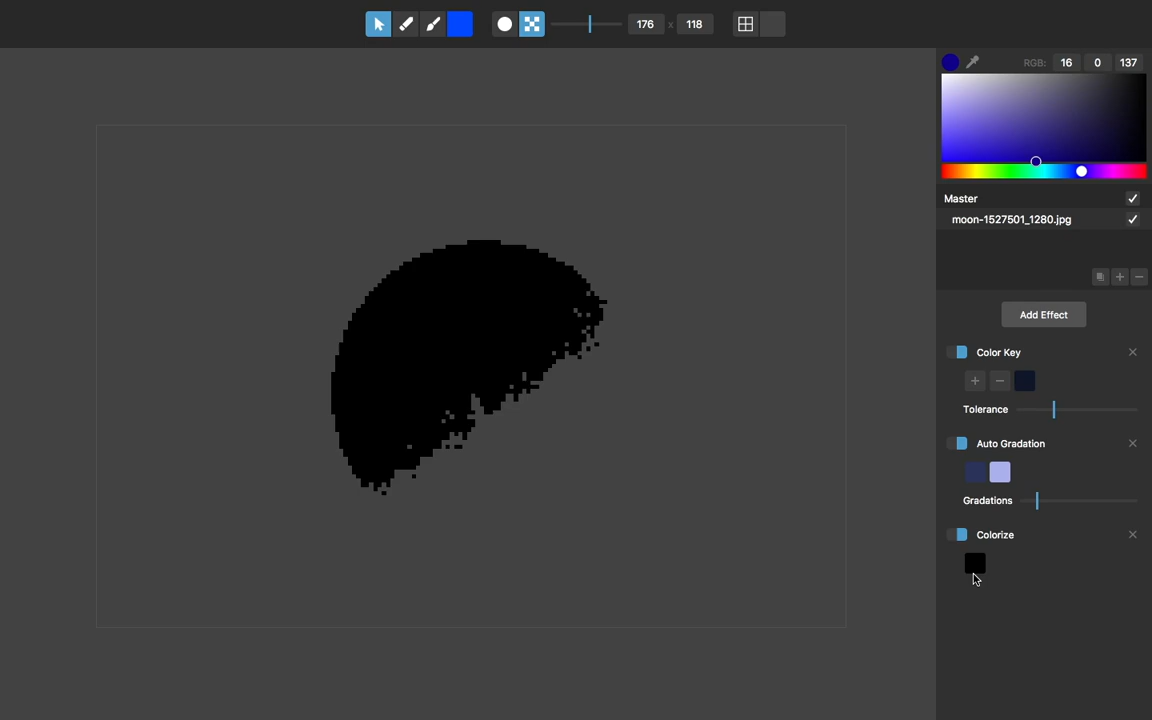 176 x 118
RGB: 16 0 137
Master
moon-1527501_1280.jpg
Add Effect
Color Key
Tolerance
Auto Gradation
Gradations
Colorize